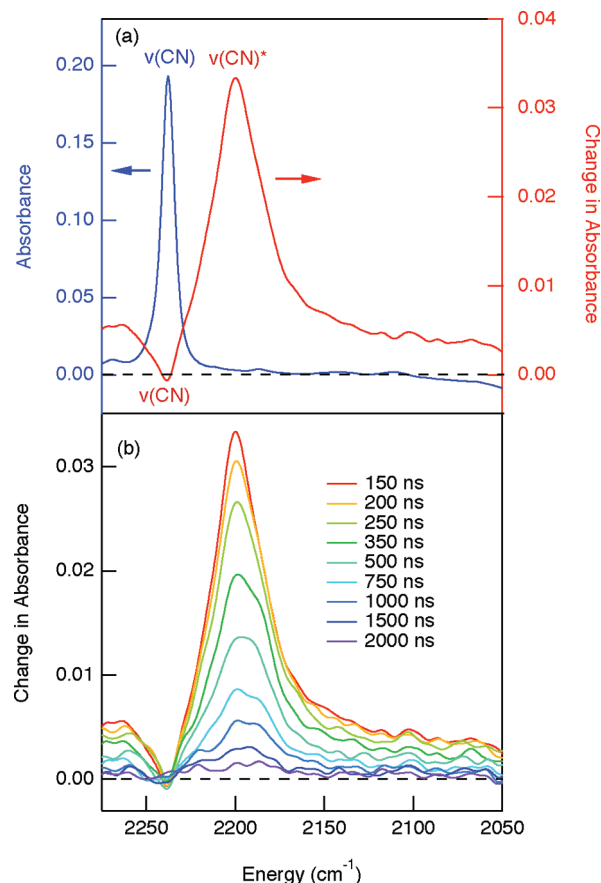 (a)
ν(CN)
ν(CN)*
ν(CN)
Absorbance
0.20
0.15
0.10
0.05
0.00
Change in Absorbance
0.04
0.03
0.02
0.01
0.00
(b)
Change in Absorbance
0.03
0.02
0.01
0.00
150 ns
200 ns
250 ns
350 ns
500 ns
750 ns
1000 ns
1500 ns
2000 ns
2250
2200
2150
2100
2050
Energy (cm⁻¹)